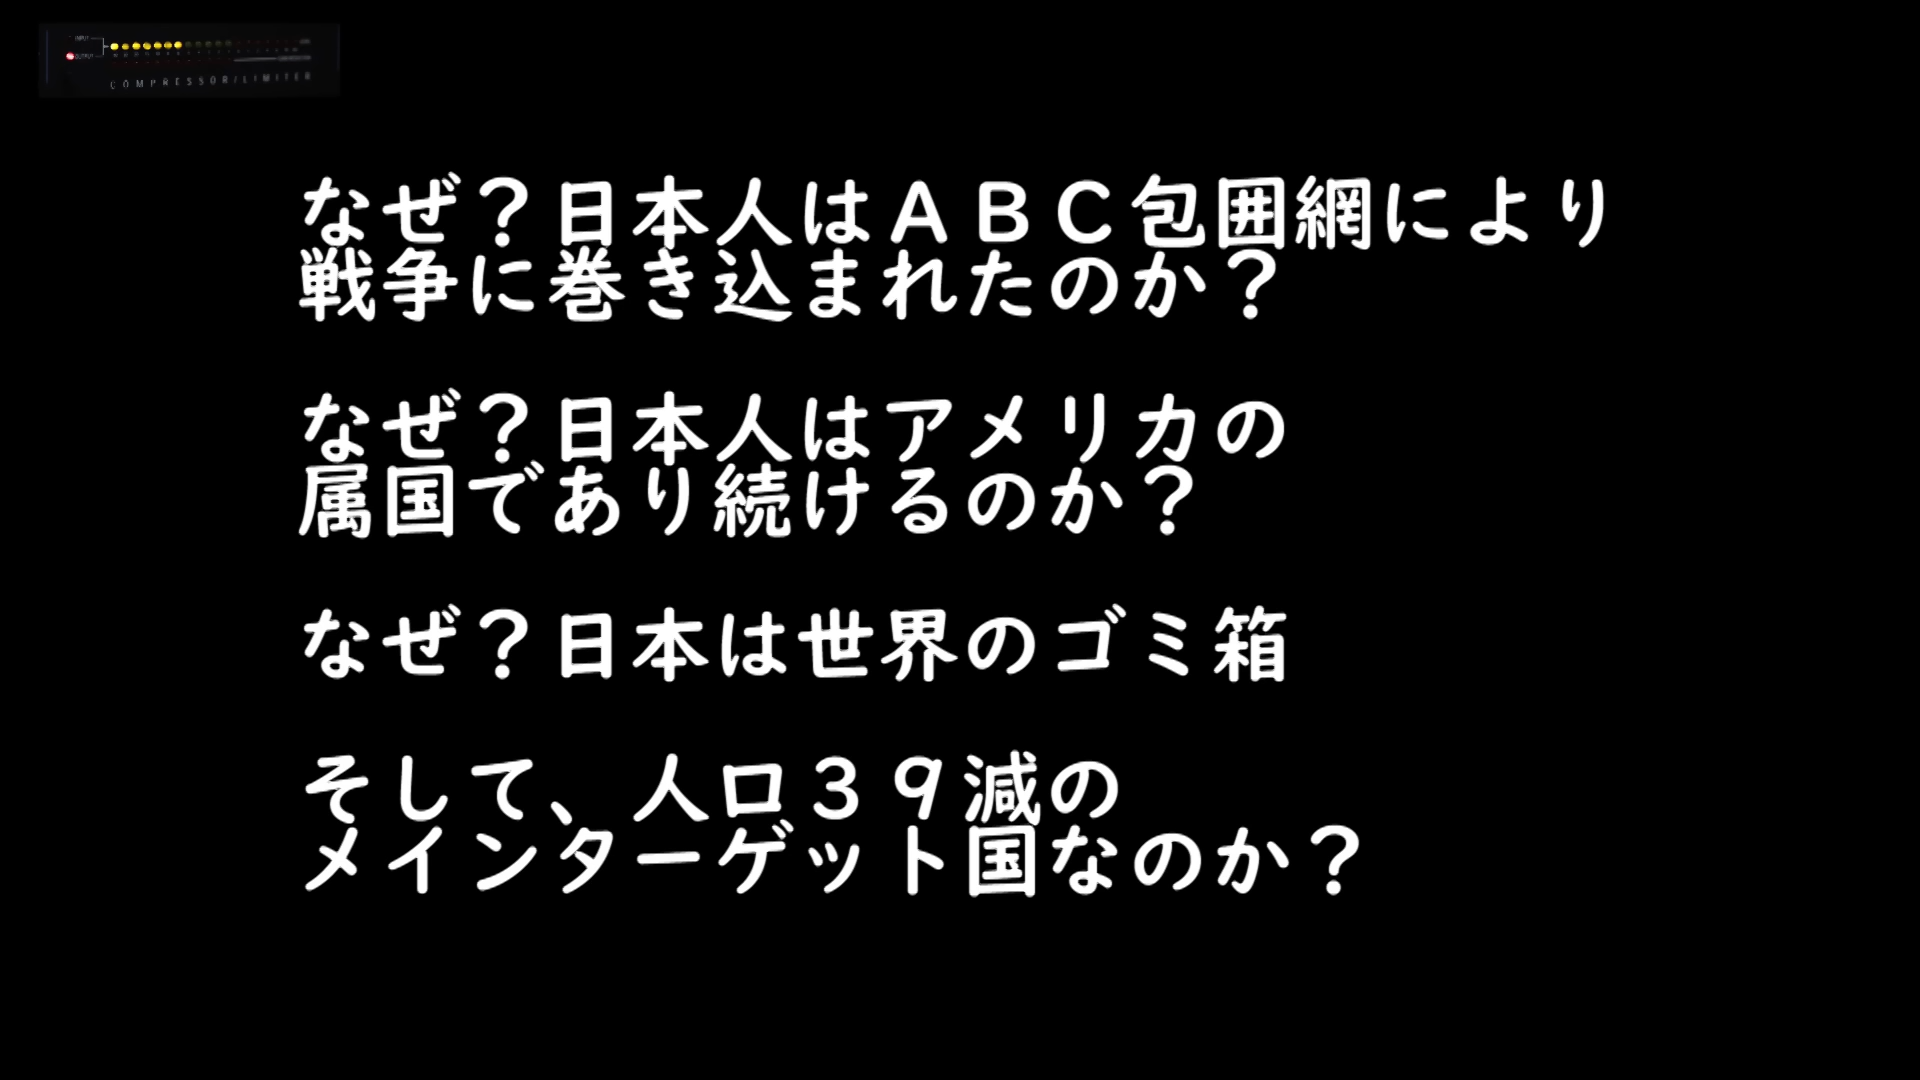 INPUT
OUTPUT
COMPRESSOR/LIMITER
なぜ？日本人はＡＢＣ包囲網により
戦争に巻き込まれたのか？
なぜ？日本人はアメリカの
属国であり続けるのか？
なぜ？日本は世界のゴミ箱
そして、人口３９減の
メインターゲット国なのか？